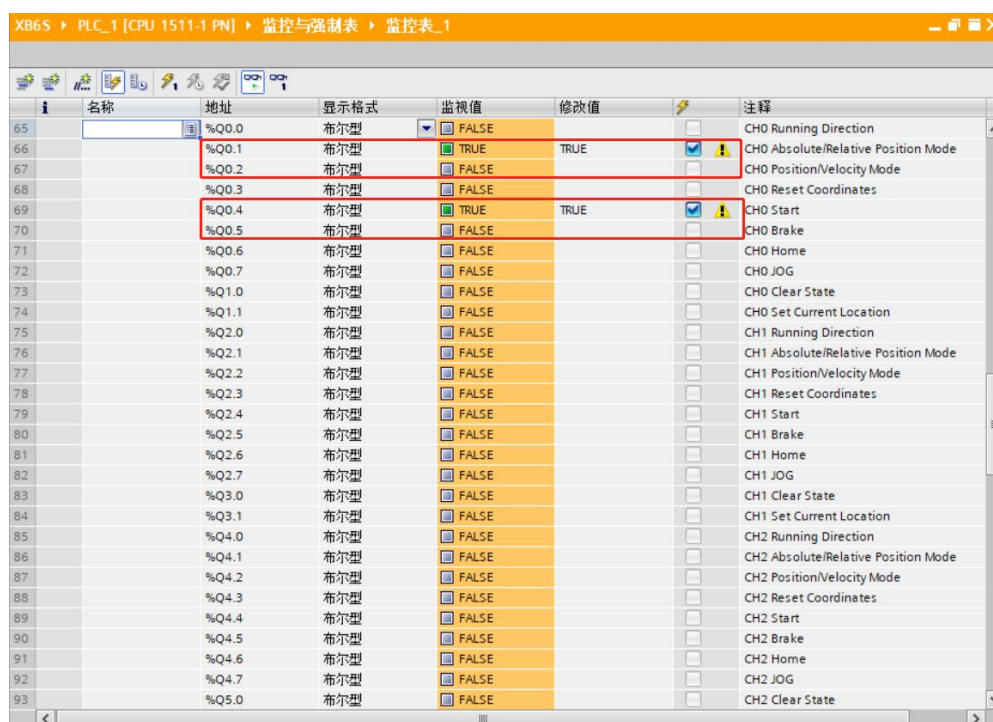 XB6S ▸ PLC_1 [CPU 1511-1 PN] ▸ 监控与强制表 ▸ 监控表_1
i 名称 地址 显示格式 监视值 修改值 注释
65 %Q0.0 布尔型 FALSE CH0 Running Direction
66 %Q0.1 布尔型 TRUE TRUE CH0 Absolute/Relative Position Mode
67 %Q0.2 布尔型 FALSE CH0 Position/Velocity Mode
68 %Q0.3 布尔型 FALSE CH0 Reset Coordinates
69 %Q0.4 布尔型 TRUE TRUE CH0 Start
70 %Q0.5 布尔型 FALSE CH0 Brake
71 %Q0.6 布尔型 FALSE CH0 Home
72 %Q0.7 布尔型 FALSE CH0 JOG
73 %Q1.0 布尔型 FALSE CH0 Clear State
74 %Q1.1 布尔型 FALSE CH0 Set Current Location
75 %Q2.0 布尔型 FALSE CH1 Running Direction
76 %Q2.1 布尔型 FALSE CH1 Absolute/Relative Position Mode
77 %Q2.2 布尔型 FALSE CH1 Position/Velocity Mode
78 %Q2.3 布尔型 FALSE CH1 Reset Coordinates
79 %Q2.4 布尔型 FALSE CH1 Start
80 %Q2.5 布尔型 FALSE CH1 Brake
81 %Q2.6 布尔型 FALSE CH1 Home
82 %Q2.7 布尔型 FALSE CH1 JOG
83 %Q3.0 布尔型 FALSE CH1 Clear State
84 %Q3.1 布尔型 FALSE CH1 Set Current Location
85 %Q4.0 布尔型 FALSE CH2 Running Direction
86 %Q4.1 布尔型 FALSE CH2 Absolute/Relative Position Mode
87 %Q4.2 布尔型 FALSE CH2 Position/Velocity Mode
88 %Q4.3 布尔型 FALSE CH2 Reset Coordinates
89 %Q4.4 布尔型 FALSE CH2 Start
90 %Q4.5 布尔型 FALSE CH2 Brake
91 %Q4.6 布尔型 FALSE CH2 Home
92 %Q4.7 布尔型 FALSE CH2 JOG
93 %Q5.0 布尔型 FALSE CH2 Clear State